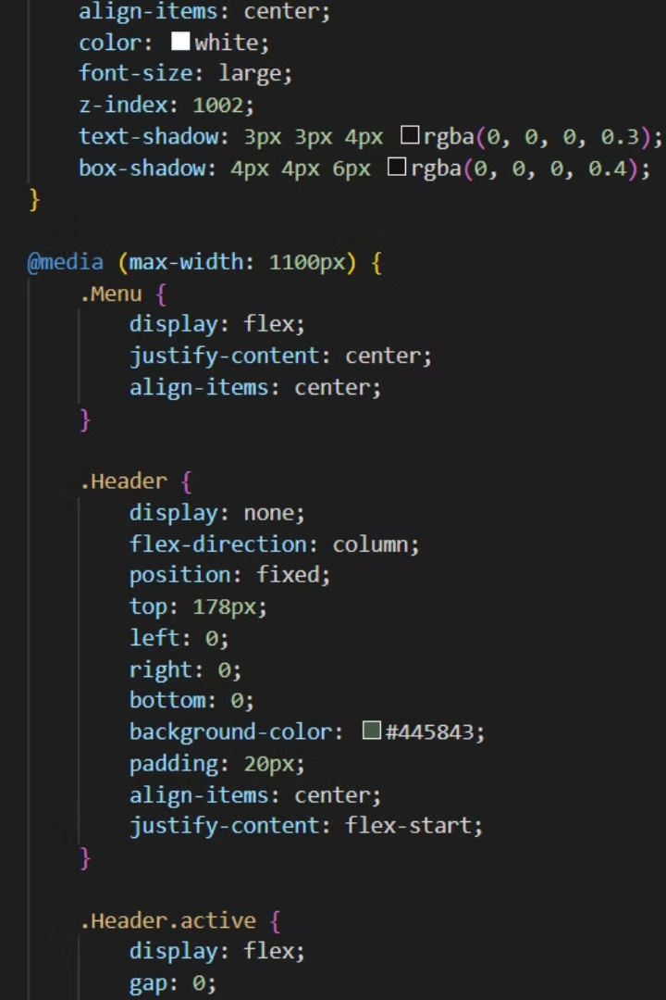 align-items: center;
color: white;
font-size: large;
z-index: 1002;
text-shadow: 3px 3px 4px rgba(0, 0, 0, 0.3);
box-shadow: 4px 4px 6px rgba(0, 0, 0, 0.4);
}
@media (max-width: 1100px) {
.Menu {
display: flex;
justify-content: center;
align-items: center;
}
.Header {
display: none;
flex-direction: column;
position: fixed;
top: 178px;
left: 0;
right: 0;
bottom: 0;
background-color: #445843;
padding: 20px;
align-items: center;
justify-content: flex-start;
}
.Header.active {
display: flex;
gap: 0;